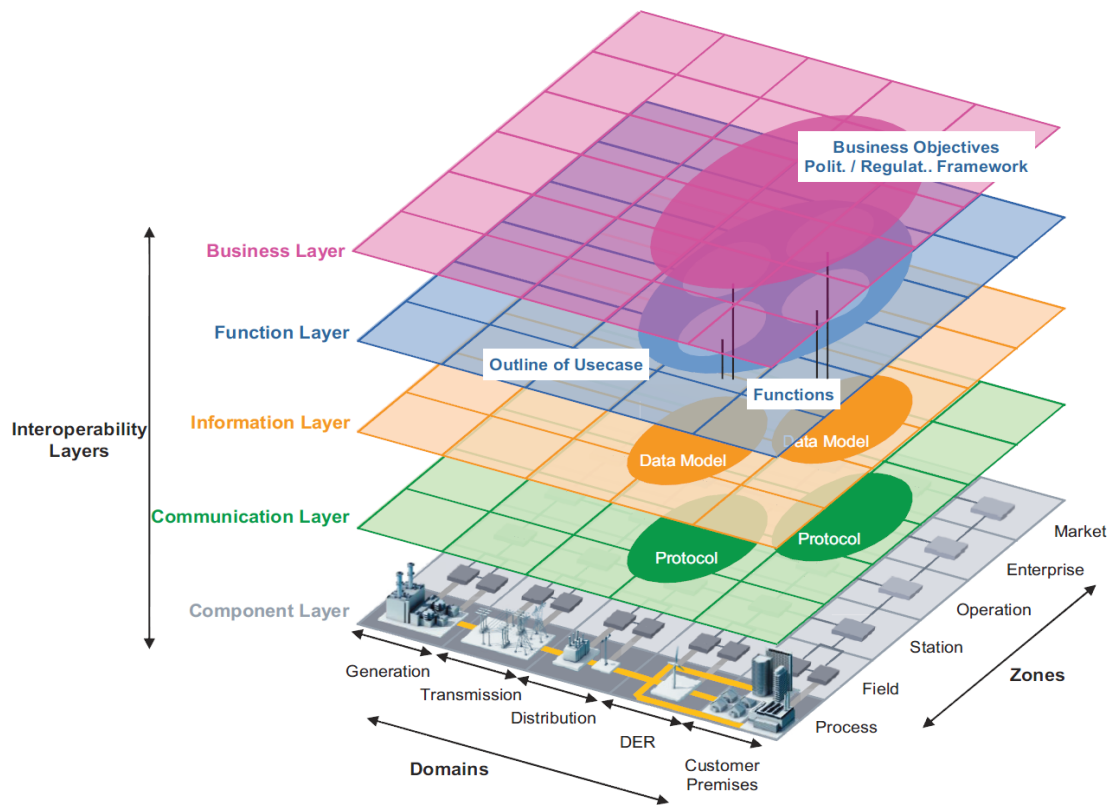 Business Objectives
Polit. / Regulat.. Framework
Business Layer
Function Layer
Outline of Usecase
Functions
Interoperability
Layers
Information Layer
Data Model
Data Model
Communication Layer
Protocol
Protocol
Component Layer
Market
Enterprise
Operation
Station
Field
Process
Zones
Generation
Transmission
Distribution
DER
Customer
Premises
Domains